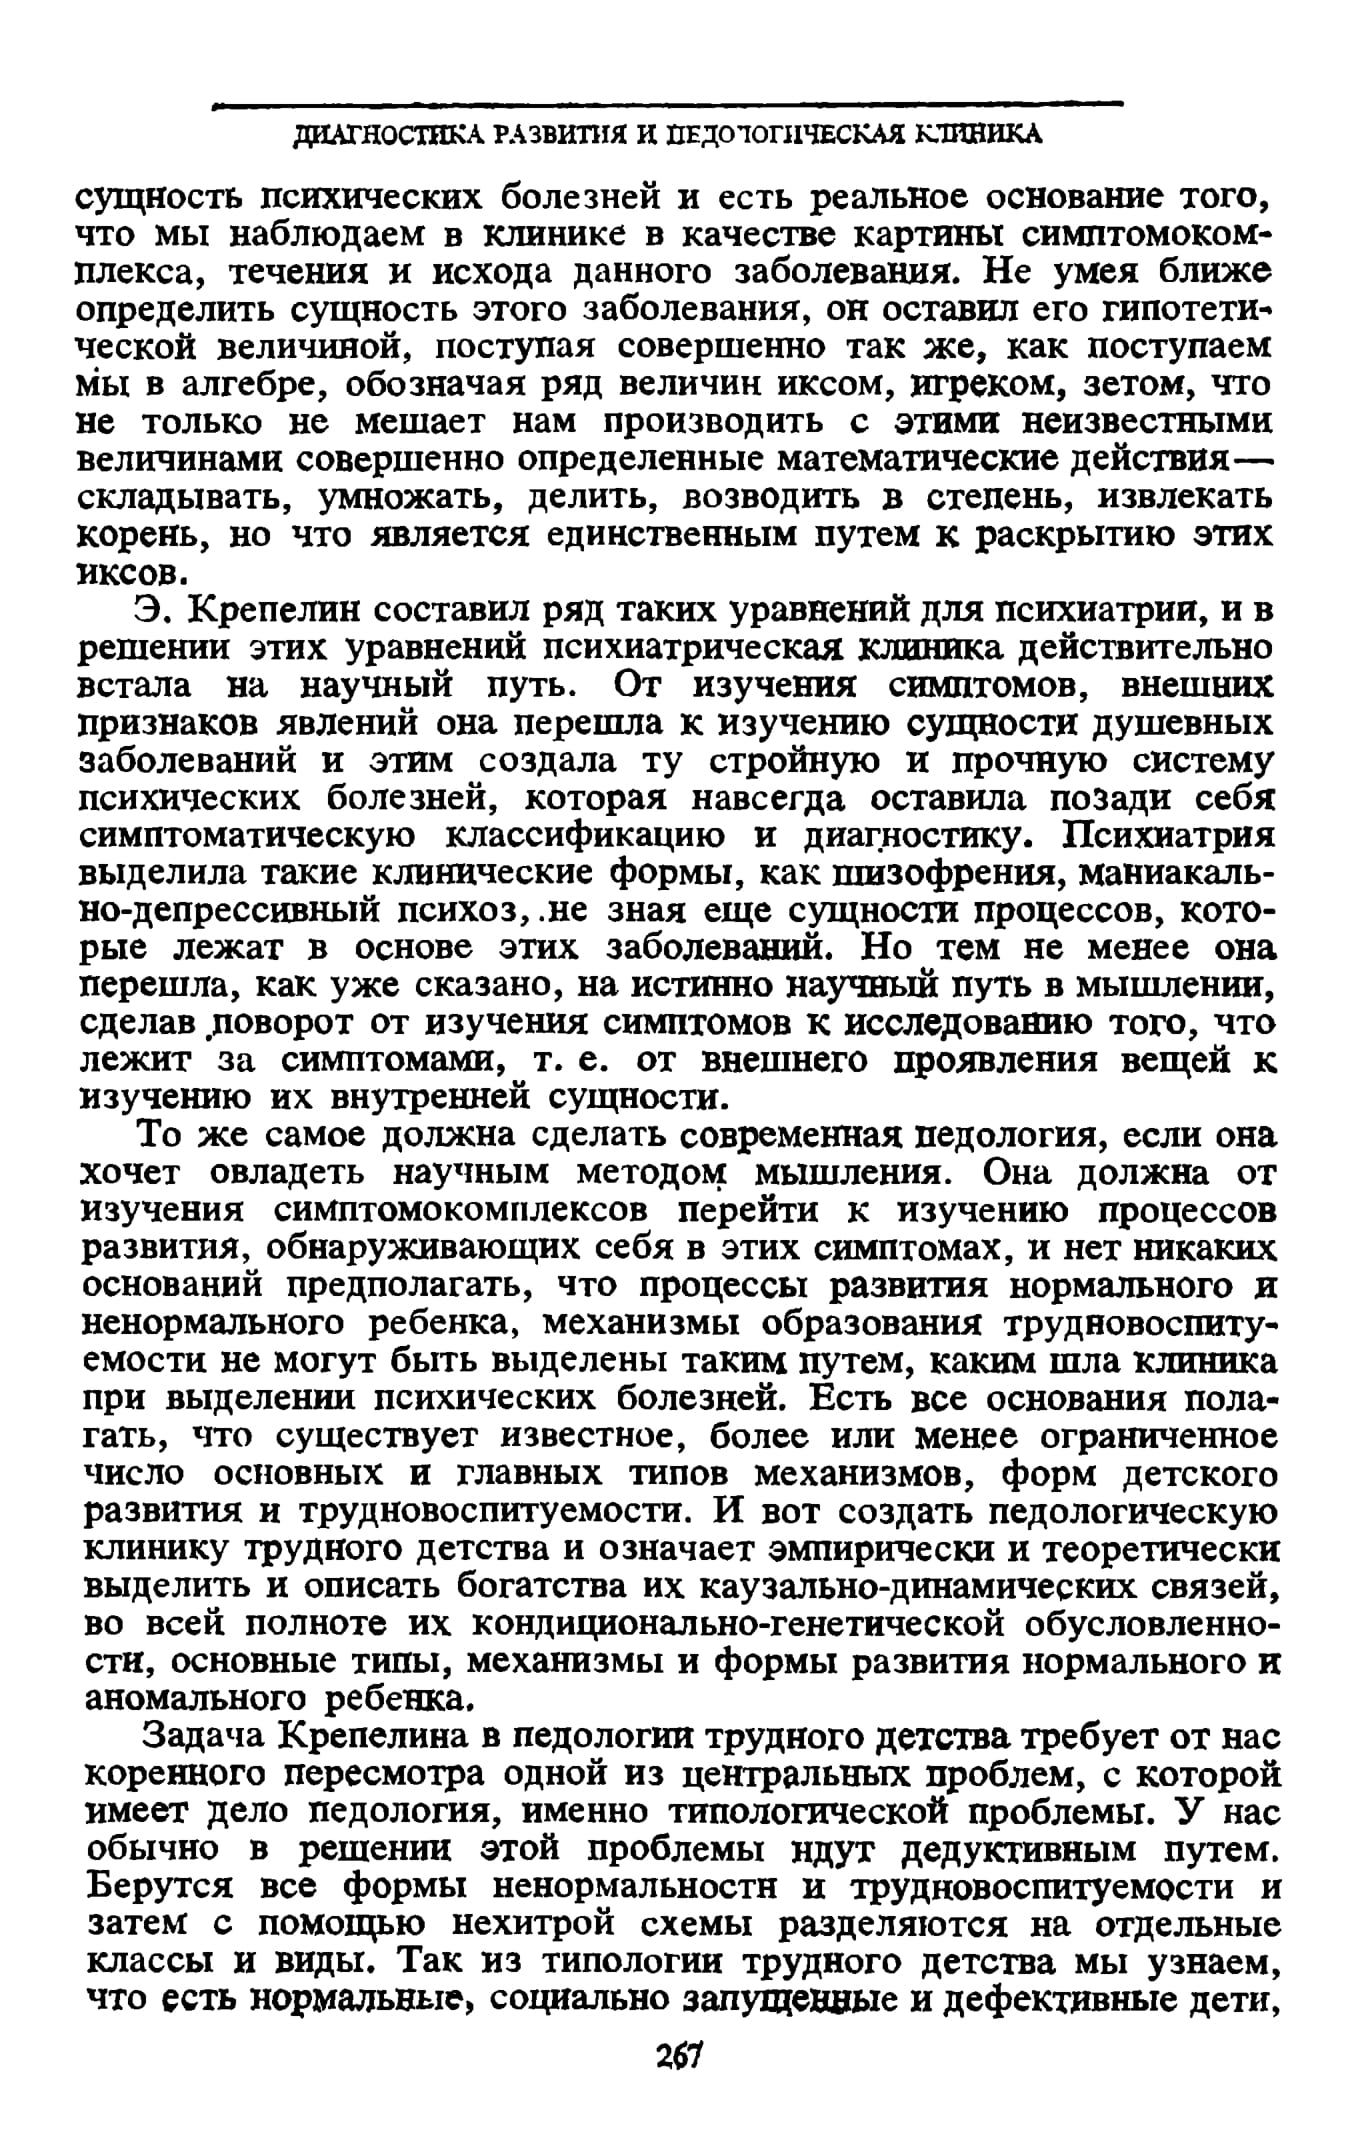 ДИАГНОСТИКА РАЗВИТИЯ И ПЕДОЛОГИЧЕСКАЯ КЛИНИКА
сущность психических болезней и есть реальное основание того,
что мы наблюдаем в клинике в качестве картины симптомоком-
плекса, течения и исхода данного заболевания. Не умея ближе
определить сущность этого заболевания, он оставил его гипотети-
ческой величиной, поступая совершенно так же, как поступаем
мы в алгебре, обозначая ряд величин иксом, игреком, зетом, что
не только не мешает нам производить с этими неизвестными
величинами совершенно определенные математические действия—
складывать, умножать, делить, возводить в степень, извлекать
корень, но что является единственным путем к раскрытию этих
иксов.
Э. Крепелин составил ряд таких уравнений для психиатрии, и в
решении этих уравнений психиатрическая клиника действительно
встала на научный путь. От изучения симптомов, внешних
признаков явлений она перешла к изучению сущности душевных
заболеваний и этим создала ту стройную и прочную систему
психических болезней, которая навсегда оставила позади себя
симптоматическую классификацию и диагностику. Психиатрия
выделила такие клинические формы, как шизофрения, маниакаль-
но-депрессивный психоз, не зная еще сущности процессов, кото-
рые лежат в основе этих заболеваний. Но тем не менее она
перешла, как уже сказано, на истинно научный путь в мышлении,
сделав поворот от изучения симптомов к исследованию того, что
лежит за симптомами, т. е. от внешнего проявления вещей к
изучению их внутренней сущности.
То же самое должна сделать современная педология, если она
хочет овладеть научным методом мышления. Она должна от
изучения симптомокомплексов перейти к изучению процессов
развития, обнаруживающих себя в этих симптомах, и нет никаких
оснований предполагать, что процессы развития нормального и
ненормального ребенка, механизмы образования трудновоспиту-
емости не могут быть выделены таким путем, каким шла клиника
при выделении психических болезней. Есть все основания пола-
гать, что существует известное, более или менее ограниченное
число основных и главных типов механизмов, форм детского
развития и трудновоспитуемости. И вот создать педологическую
клинику трудного детства и означает эмпирически и теоретически
выделить и описать богатства их каузально-динамических связей,
во всей полноте их кондиционально-генетической обусловленно-
сти, основные типы, механизмы и формы развития нормального и
аномального ребенка.
Задача Крепелина в педологии трудного детства требует от нас
коренного пересмотра одной из центральных проблем, с которой
имеет дело педология, именно типологической проблемы. У нас
обычно в решении этой проблемы идут дедуктивным путем.
Берутся все формы ненормальности и трудновоспитуемости и
затем с помощью нехитрой схемы разделяются на отдельные
классы и виды. Так из типологии трудного детства мы узнаем,
что есть нормальные, социально запущенные и дефективные дети,
267